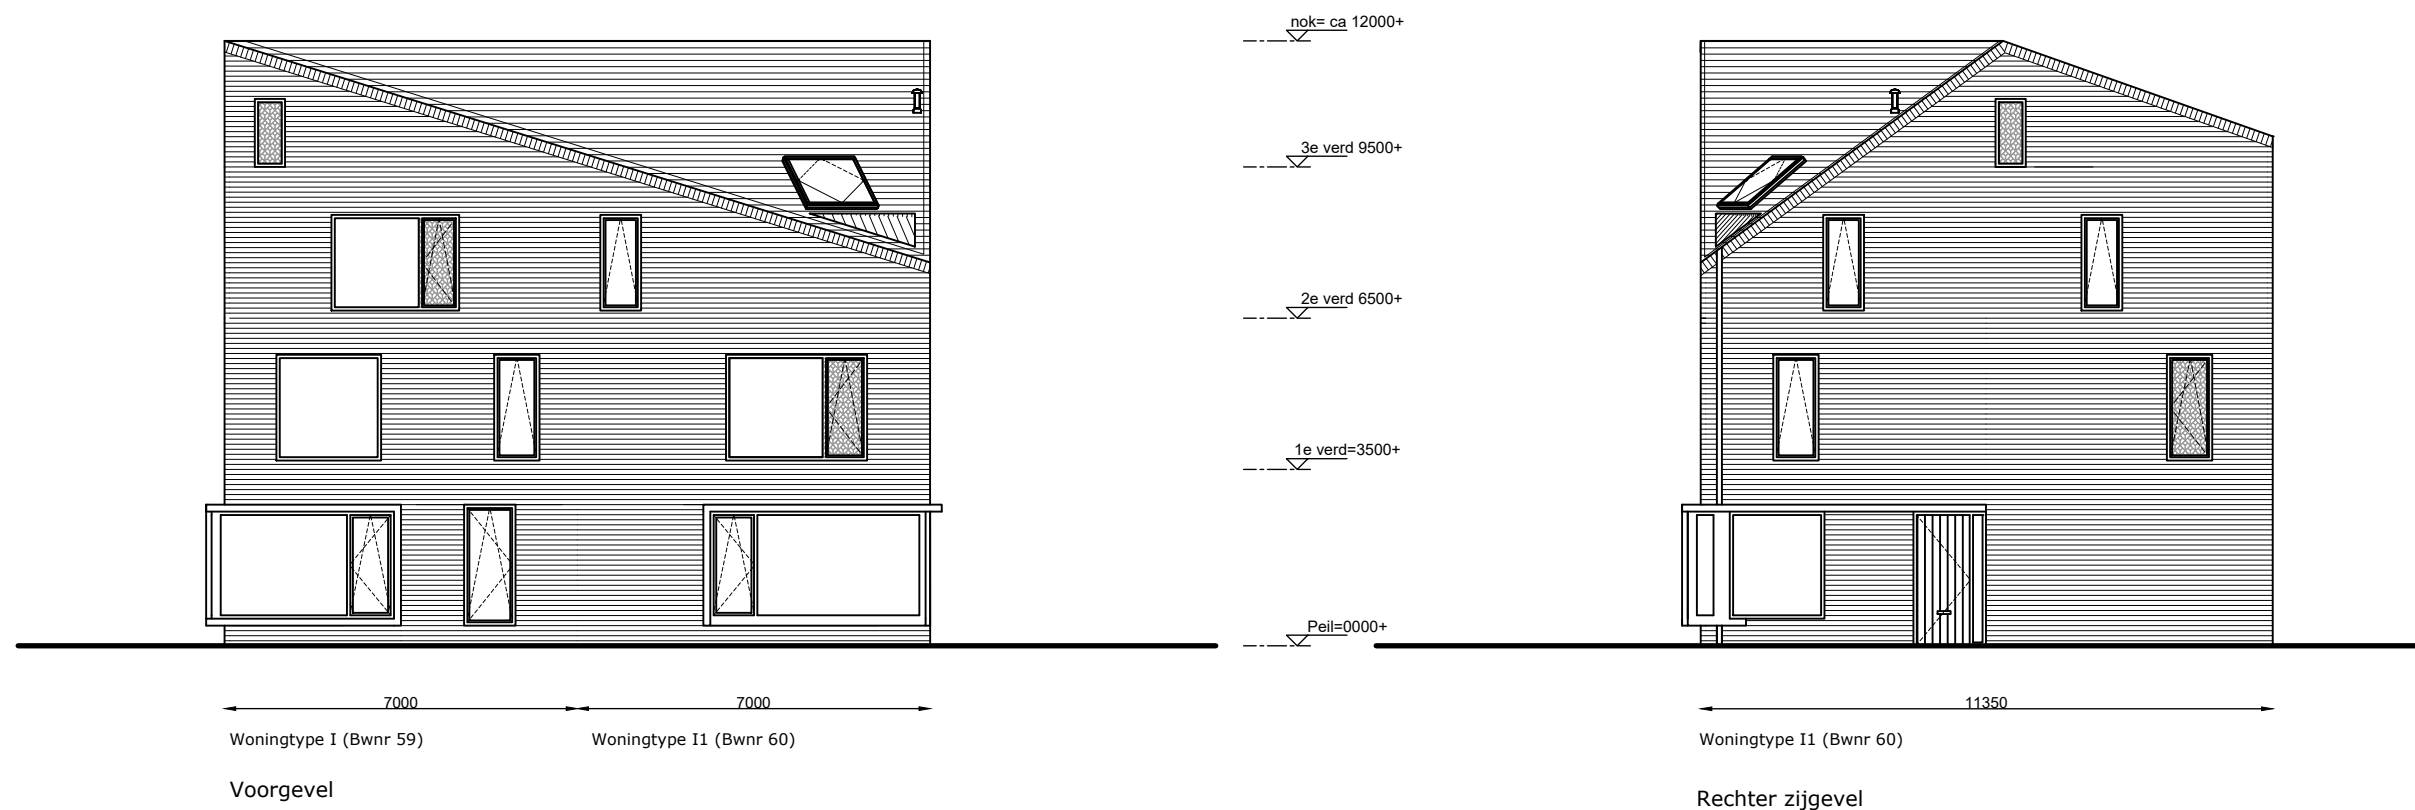 nok= ca 12000+
3e verd 9500+
2e verd 6500+
1e verd=3500+
Peil=0000+
7000
7000
11350
Woningtype I (Bwnr 59)
Woningtype I1 (Bwnr 60)
Woningtype I1 (Bwnr 60)
Voorgevel
Rechter zijgevel